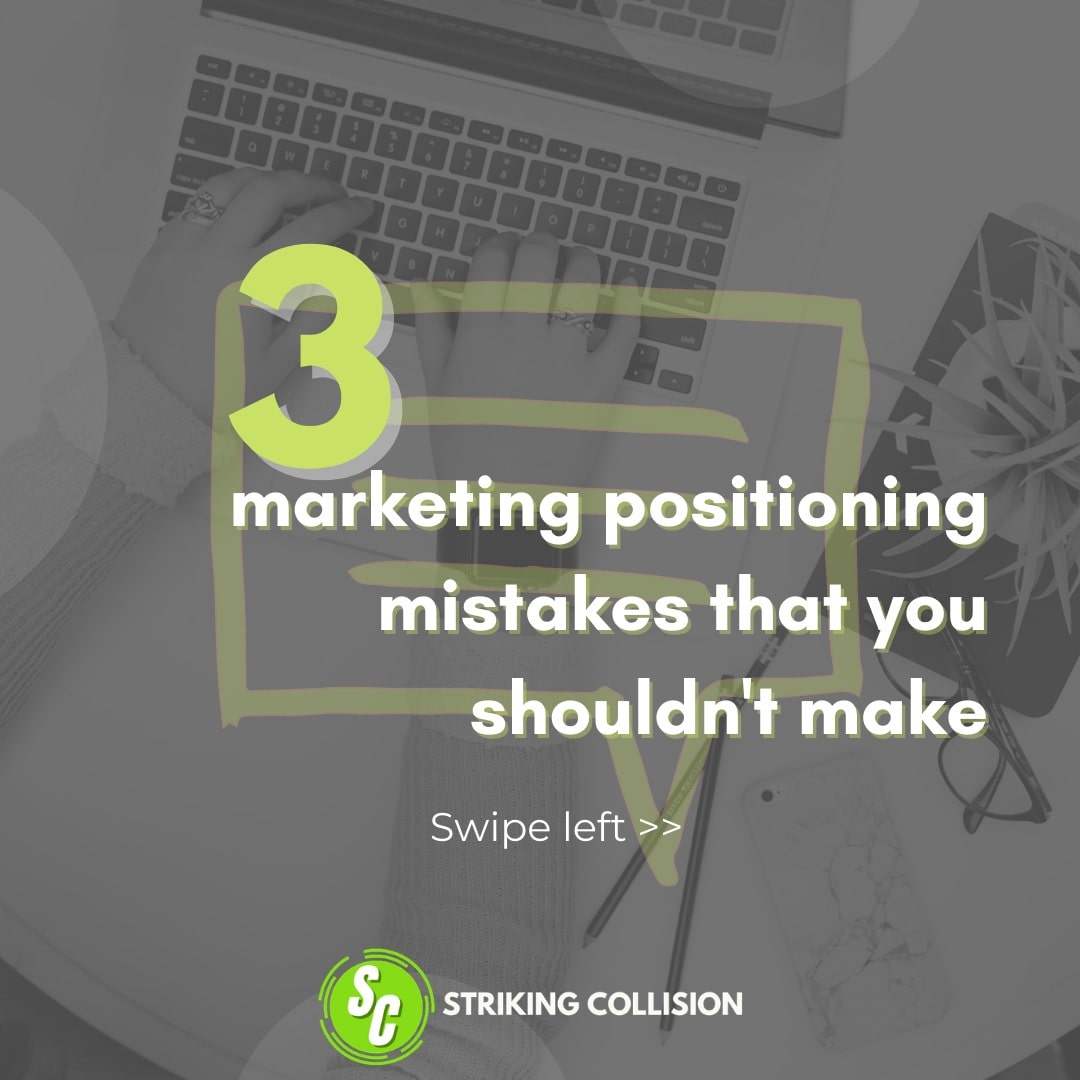 3
marketing positioning
mistakes that you
shouldn't make
Swipe left >>
SC STRIKING COLLISION